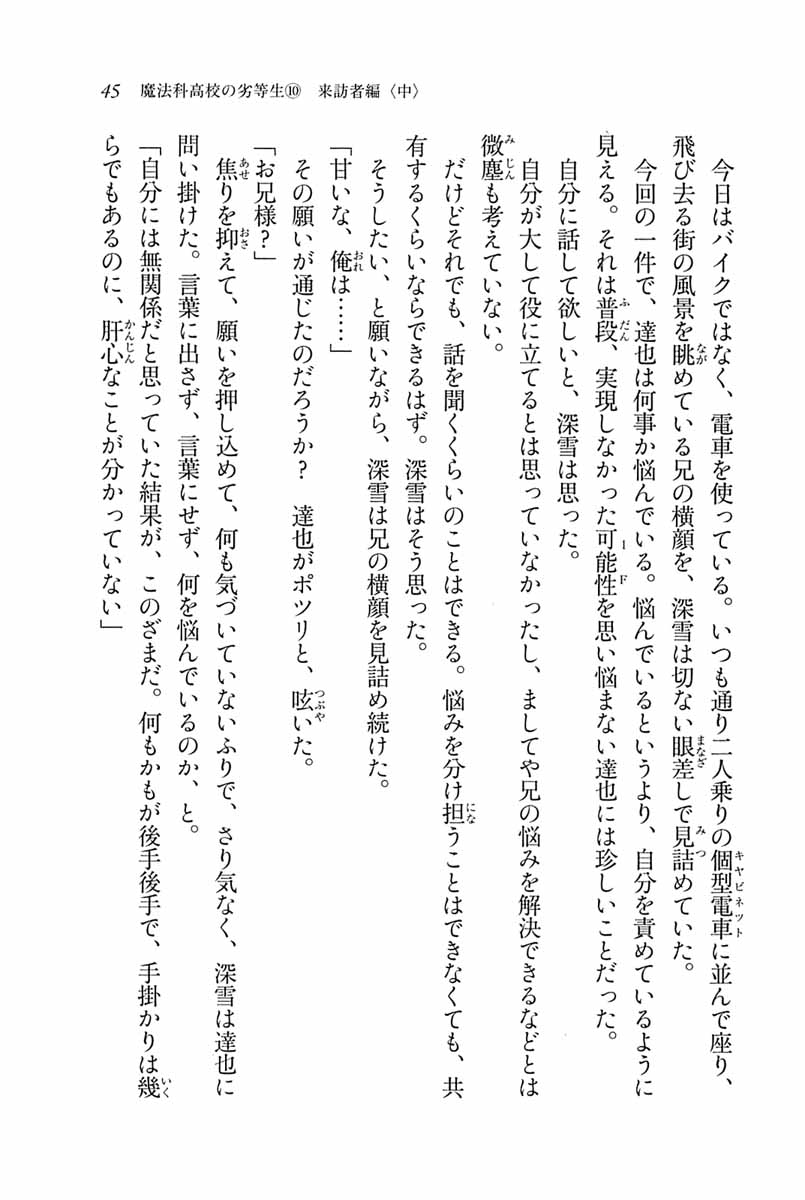 45　魔法科高校の劣等生⑩　来訪者編〈中〉
　今日はバイクではなく、電車を使っている。いつも通り二人乗りの個型電車に並んで座り、
飛び去る街の風景を眺めている兄の横顔を、深雪は切ない眼差しで見詰めていた。
　今回の一件で、達也は何事か悩んでいる。悩んでいるというより、自分を責めているように
見える。それは普段、実現しなかった可能性を思い悩まない達也には珍しいことだった。
　自分に話して欲しいと、深雪は思った。
　自分が大して役に立てるとは思っていなかったし、ましてや兄の悩みを解決できるなどとは
微塵も考えていない。
　だけどそれでも、話を聞くくらいのことはできる。悩みを分け担うことはできなくても、共
有するくらいならできるはず。深雪はそう思った。
　そうしたい、と願いながら、深雪は兄の横顔を見詰め続けた。
「甘いな、俺は……」
　その願いが通じたのだろうか？　達也がポツリと、呟いた。
「お兄様？」
　焦りを抑えて、願いを押し込めて、何も気づいていないふりで、さり気なく、深雪は達也に
問い掛けた。言葉に出さず、言葉にせず、何を悩んでいるのか、と。
「自分には無関係だと思っていた結果が、このざまだ。何もかもが後手後手で、手掛かりは幾
らでもあるのに、肝心なことが分かっていない」